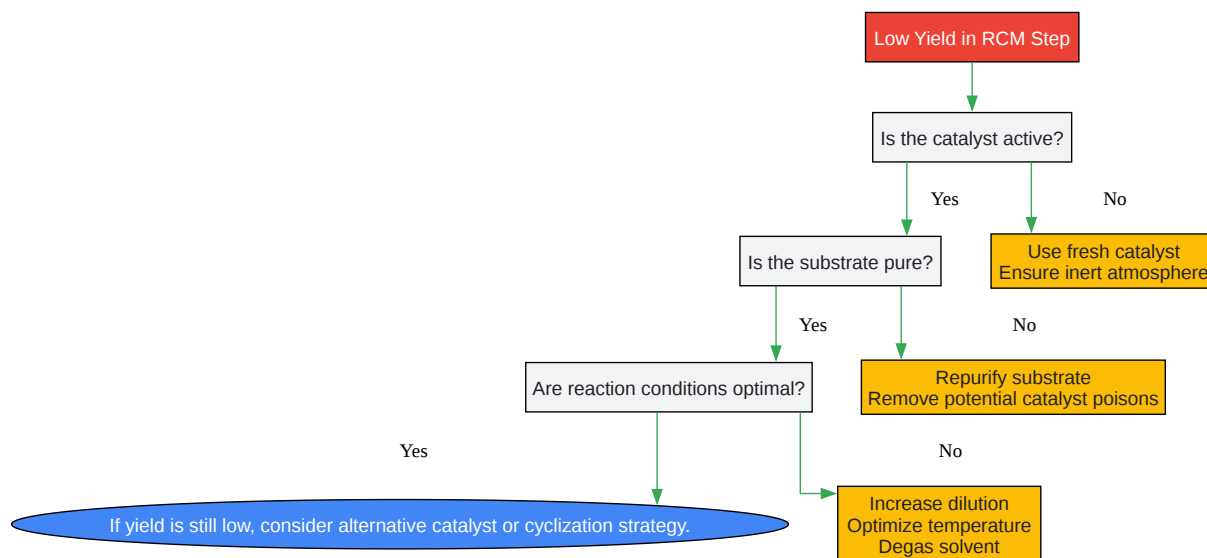 Low Yield in RCM Step
Is the catalyst active?
Yes
No
Is the substrate pure?
Use fresh catalyst
Ensure inert atmosphere
Yes
No
Are reaction conditions optimal?
Repurify substrate
Remove potential catalyst poisons
Yes
No
If yield is still low, consider alternative catalyst or cyclization strategy.
Increase dilution
Optimize temperature
Degas solvent